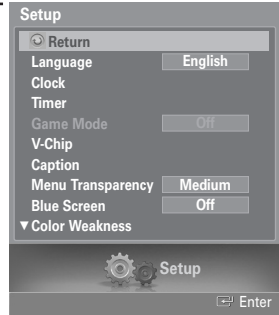 Setup
Return
Language English
Clock
Timer
Game Mode Off
V-Chip
Caption
Menu Transparency Medium
Blue Screen Off
▼ Color Weakness
Setup
Enter